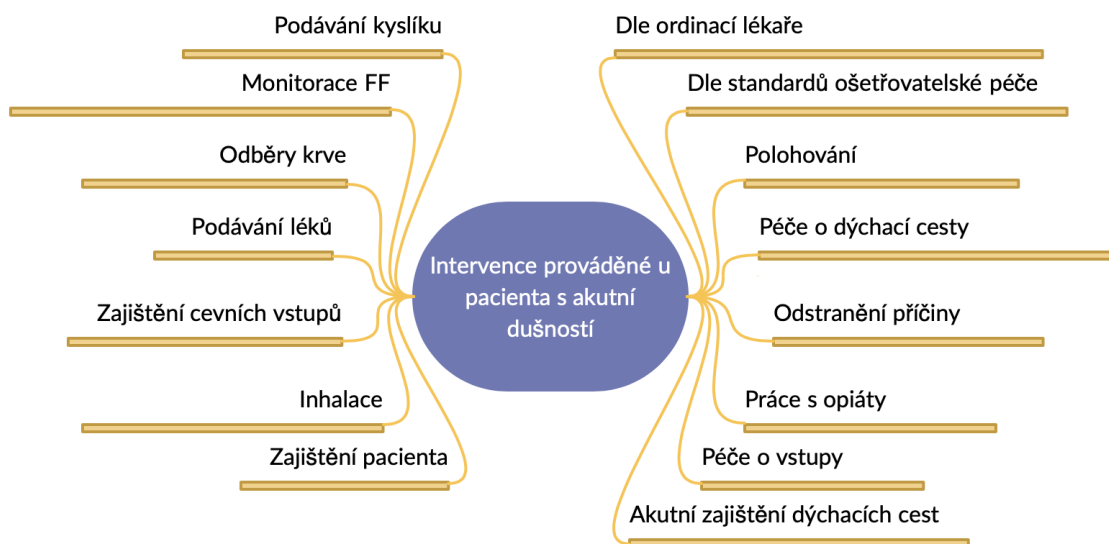 Podávání kyslíku
Monitorace FF
Odběry krve
Podávání léků
Zajištění cevních vstupů
Inhalace
Zajištění pacienta
Intervence prováděné u
pacienta s akutní
dušností
Dle ordinací lékaře
Dle standardů ošetřovatelské péče
Polohování
Péče o dýchací cesty
Odstranění příčiny
Práce s opiáty
Péče o vstupy
Akutní zajištění dýchacích cest